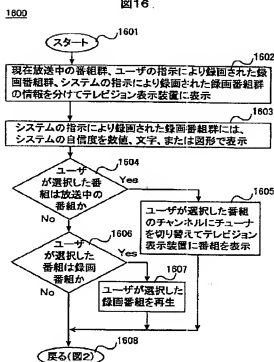 図16
1600
スタート
1601
1602
現在放送中の番組群、ユーザの指示により録画された録
画番組群、システムの指示により録画された録画番組群
の情報を分けてテレビジョン表示装置に表示
1603
システムの指示により録画された録画番組群には、
システムの自信度を数値、文字、または図形で表示
1604
ユーザ
が選択した番
組は放送中の
番組か
Yes
No
1605
ユーザが選択した番組
のチャンネルにチューナ
を切り替えてテレビジョン
表示装置に番組を表示
1606
ユーザ
が選択した
番組は録画
番組か
Yes
No
1607
ユーザが選択した
録画番組を再生
1608
戻る(図2)